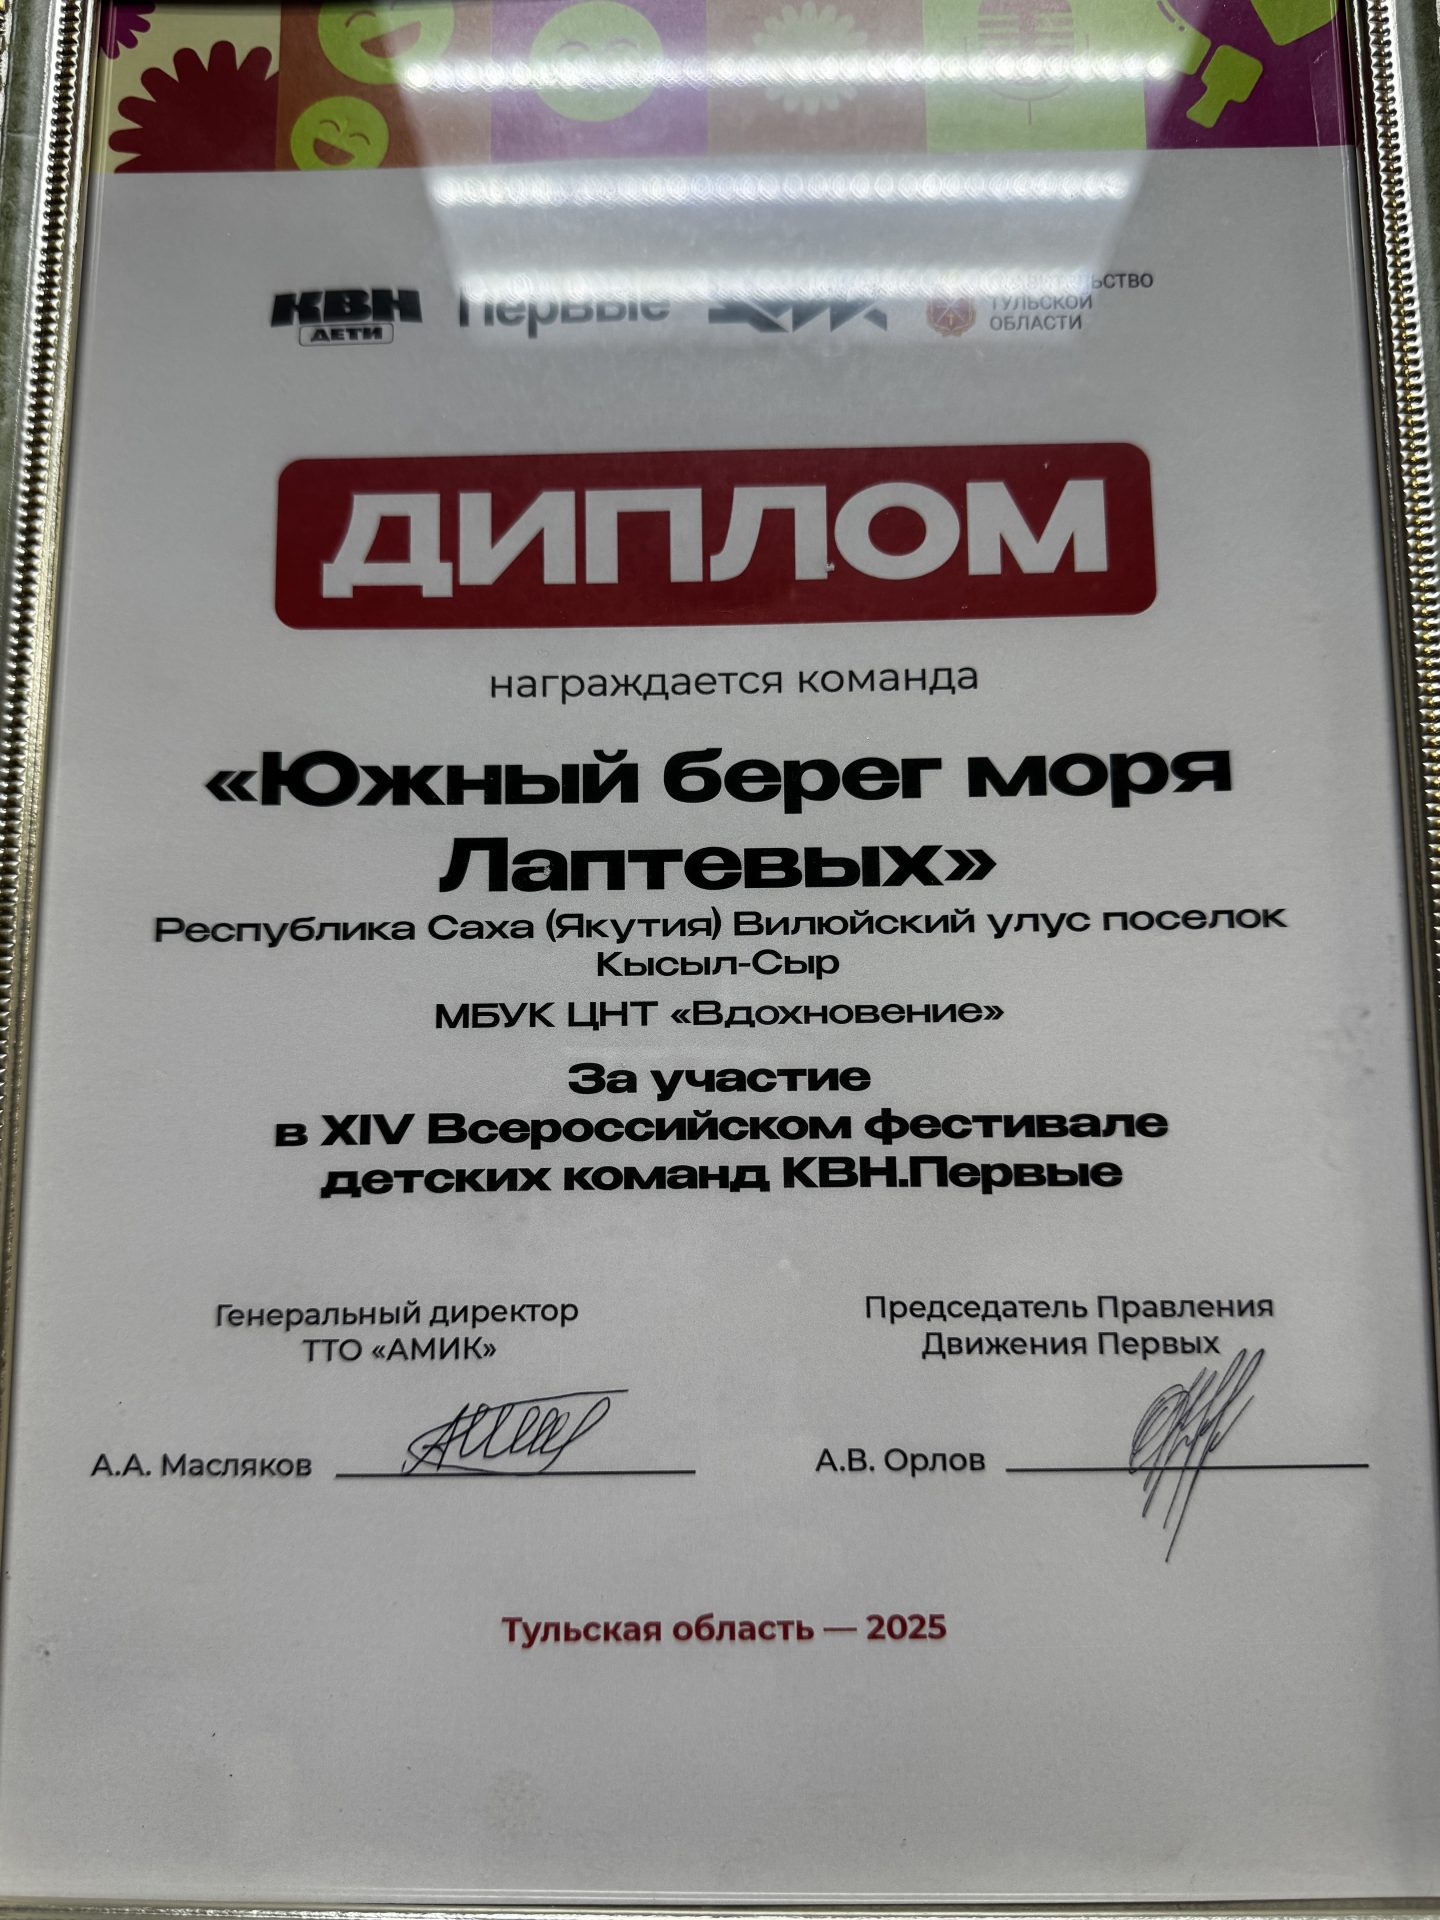 КВН
ДЕТИ
Первые
АМИК
ПРАВИТЕЛЬСТВО
ТУЛЬСКОЙ
ОБЛАСТИ
ДИПЛОМ
награждается команда
«Южный берег моря
Лаптевых»
Республика Саха (Якутия) Вилюйский улус поселок
Кысыл-Сыр
МБУК ЦНТ «Вдохновение»
За участие
в XIV Всероссийском фестивале
детских команд КВН.Первые
Генеральный директор
ТТО «АМИК»
Председатель Правления
Движения Первых
А.А. Масляков
А.В. Орлов
Тульская область — 2025